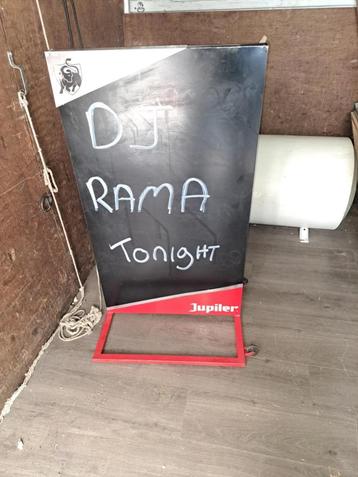 DJ
RAMA
Tonight
Jupiler